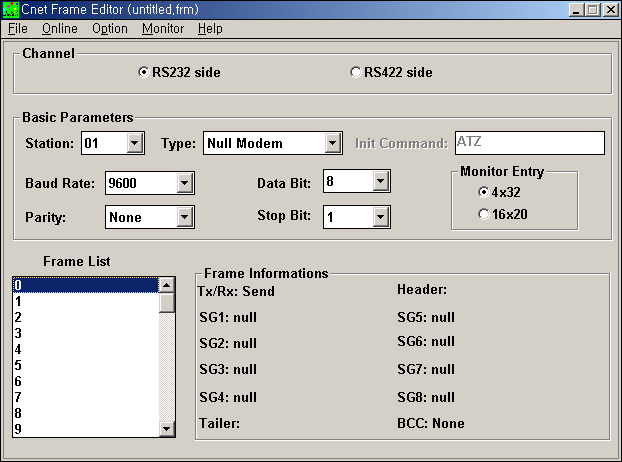 Cnet Frame Editor (untitled,frm)
File Online Option Monitor Help
Channel
RS232 side RS422 side
Basic Parameters
Station: 01 Type: Null Modem Init Command: ATZ
Baud Rate: 9600 Data Bit: 8 Monitor Entry
4x32
Parity: None Stop Bit: 1 16x20
Frame List
0
1
2
3
4
5
6
7
8
9
Frame Informations
Tx/Rx: Send Header:
SG1: null SG5: null
SG2: null SG6: null
SG3: null SG7: null
SG4: null SG8: null
Tailer: BCC: None